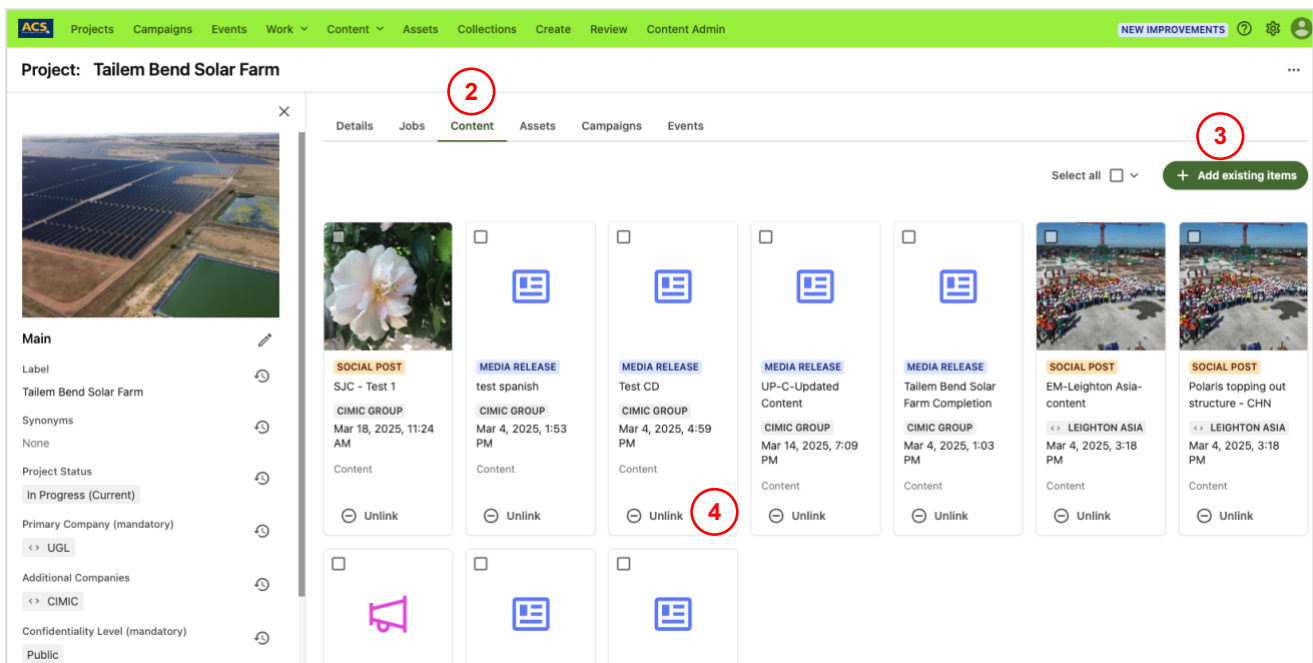 ACS
Projects Campaigns Events Work Content Assets Collections Create Review Content Admin
NEW IMPROVEMENTS
Project: Tailem Bend Solar Farm
2
Details Jobs Content Assets Campaigns Events
3
Select all
+ Add existing items
Main
Label
Tailem Bend Solar Farm
Synonyms
None
Project Status
In Progress (Current)
Primary Company (mandatory)
<> UGL
Additional Companies
<> CIMIC
Confidentiality Level (mandatory)
Public
SOCIAL POST
SJC - Test 1
CIMIC GROUP
Mar 18, 2025, 11:24
AM
Content
Unlink
MEDIA RELEASE
test spanish
CIMIC GROUP
Mar 4, 2025, 1:53
PM
Content
Unlink
MEDIA RELEASE
Test CD
CIMIC GROUP
Mar 4, 2025, 4:59
PM
Content
Unlink
4
MEDIA RELEASE
UP-C-Updated
Content
CIMIC GROUP
Mar 14, 2025, 7:09
PM
Content
Unlink
MEDIA RELEASE
Tailem Bend Solar
Farm Completion
CIMIC GROUP
Mar 4, 2025, 1:03
PM
Content
Unlink
SOCIAL POST
EM-Leighton Asia-
content
<> LEIGHTON ASIA
Mar 4, 2025, 3:18
PM
Content
Unlink
SOCIAL POST
Polaris topping out
structure - CHN
<> LEIGHTON ASIA
Mar 4, 2025, 3:18
PM
Content
Unlink